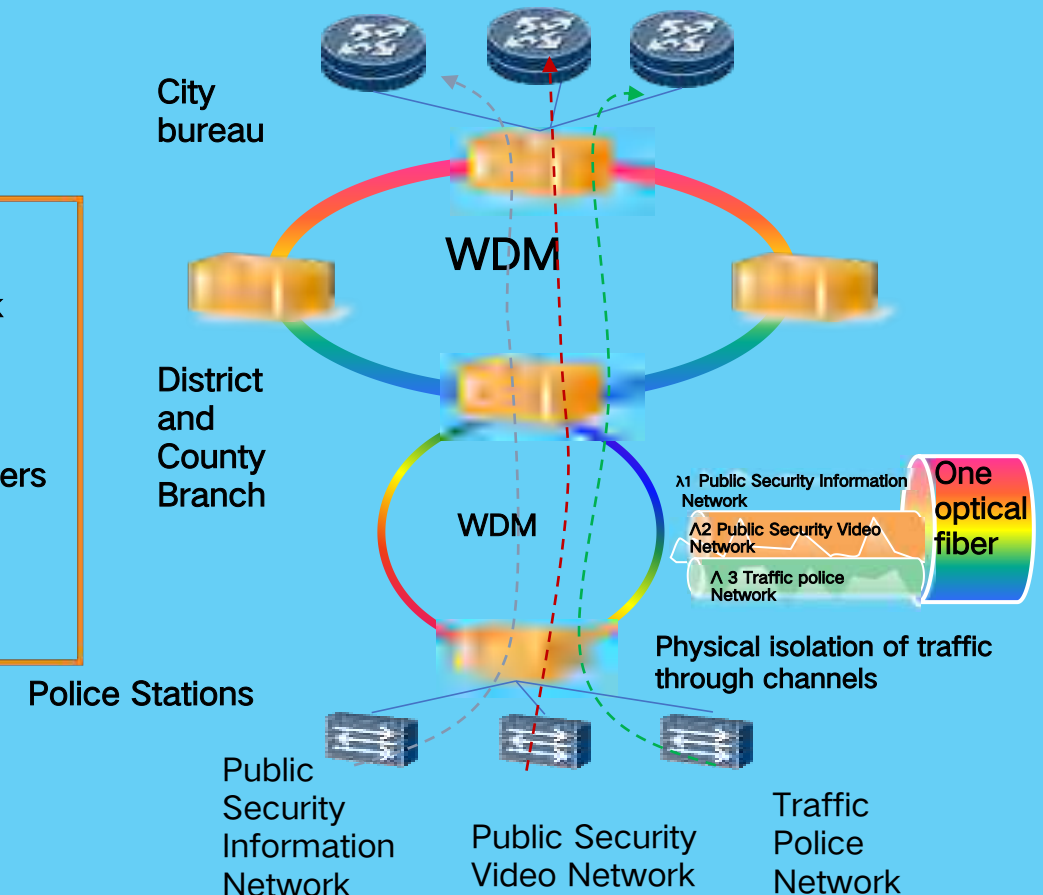 City
bureau
WDM
ers
District
and
County
Branch
WDM
λ1 Public Security Information
Network
Λ2 Public Security Video
Network
Λ 3 Traffic police
Network
One
optical
fiber
Physical isolation of traffic
through channels
Police Stations
Public
Security
Information
Network
Public Security
Video Network
Traffic
Police
Network